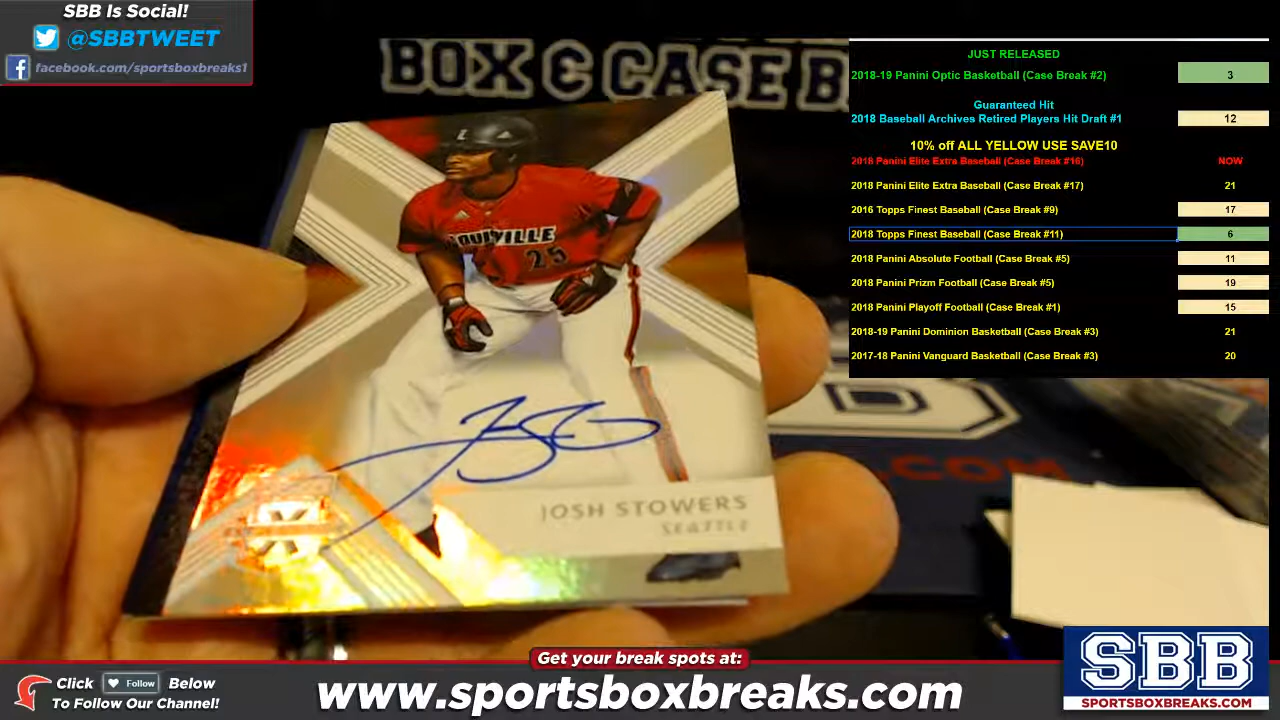 SBB Is Social!
@SBBTWEET
facebook.com/sportsboxbreaks1
BOX & CASE B
JUST RELEASED
2018-19 Panini Optic Basketball (Case Break #2) 3
Guaranteed Hit
2018 Baseball Archives Retired Players Hit Draft #1 12
10% off ALL YELLOW USE SAVE10
2018 Panini Elite Extra Baseball (Case Break #16) NOW
2018 Panini Elite Extra Baseball (Case Break #17) 21
2016 Topps Finest Baseball (Case Break #9) 17
2018 Topps Finest Baseball (Case Break #11) 6
2018 Panini Absolute Football (Case Break #5) 11
2018 Panini Prizm Football (Case Break #5) 19
2018 Panini Playoff Football (Case Break #1) 15
2018-19 Panini Dominion Basketball (Case Break #3) 21
2017-18 Panini Vanguard Basketball (Case Break #3) 20
L
OUISVILLE
25
JOSH STOWERS
SEATTLE
X
.COM
Get your break spots at:
www.sportsboxbreaks.com
Click Follow Below
To Follow Our Channel!
SBB
SPORTSBOXBREAKS.COM